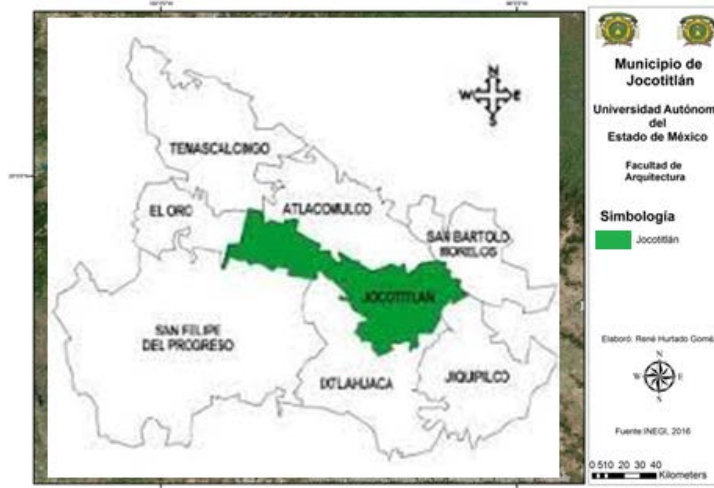 N
W E
S
TEMASCALCINGO
EL ORO
ATLACOMULCO
SAN BARTOLO
MORELOS
JOCOTITLAN
SAN FELIPE
DEL PROGRESO
IXTLAHUACA
JIQUIPILCO
Municipio de
Jocotitlán
Universidad Autónom
del
Estado de México
Facultad de
Arquitectura
Simbología
Jocotitlán
Elaboró: René Hurtado Goméz
N
W E
S
Fuente:INEGI, 2016
0 510 20 30 40
Kilometers